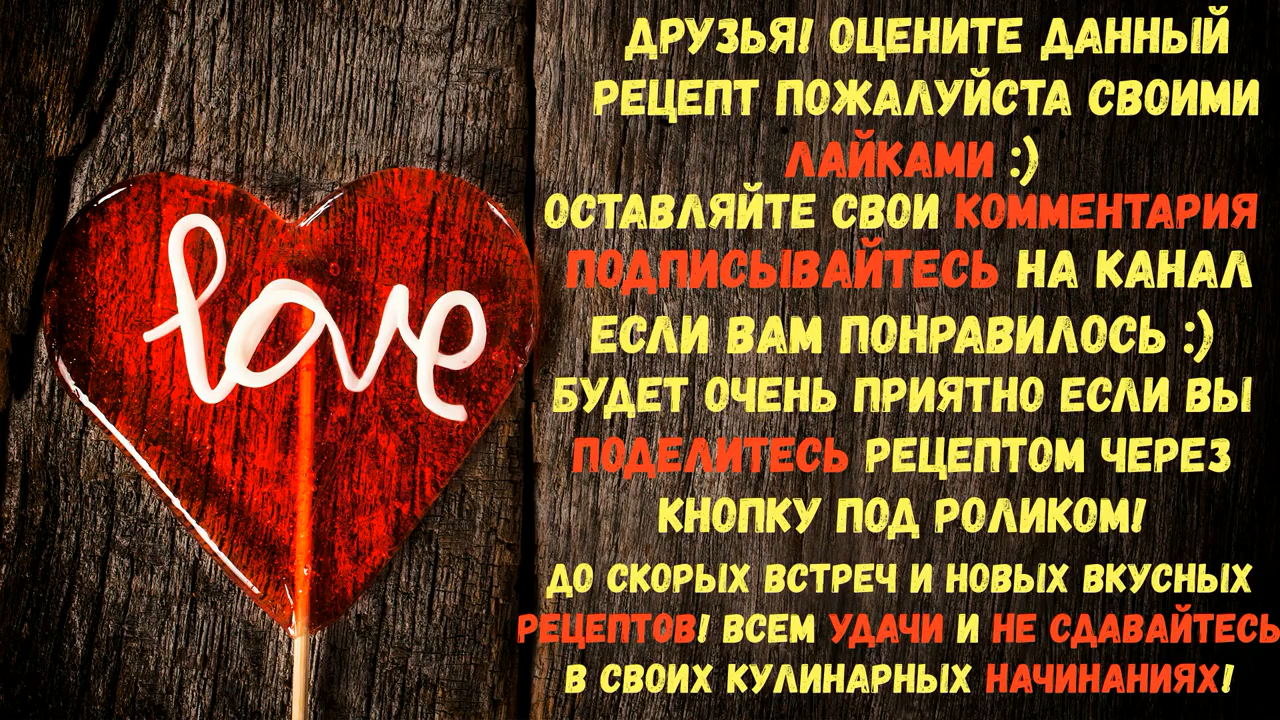 love
ДРУЗЬЯ! ОЦЕНИТЕ ДАННЫЙ
РЕЦЕПТ ПОЖАЛУЙСТА СВОИМИ
ЛАЙКАМИ :)
ОСТАВЛЯЙТЕ СВОИ КОММЕНТАРИЯ
ПОДПИСЫВАЙТЕСЬ НА КАНАЛ
ЕСЛИ ВАМ ПОНРАВИЛОСЬ :)
БУДЕТ ОЧЕНЬ ПРИЯТНО ЕСЛИ ВЫ
ПОДЕЛИТЕСЬ РЕЦЕПТОМ ЧЕРЕЗ
КНОПКУ ПОД РОЛИКОМ!
ДО СКОРЫХ ВСТРЕЧ И НОВЫХ ВКУСНЫХ
РЕЦЕПТОВ! ВСЕМ УДАЧИ И НЕ СДАВАЙТЕСЬ
В СВОИХ КУЛИНАРНЫХ НАЧИНАНИЯХ!